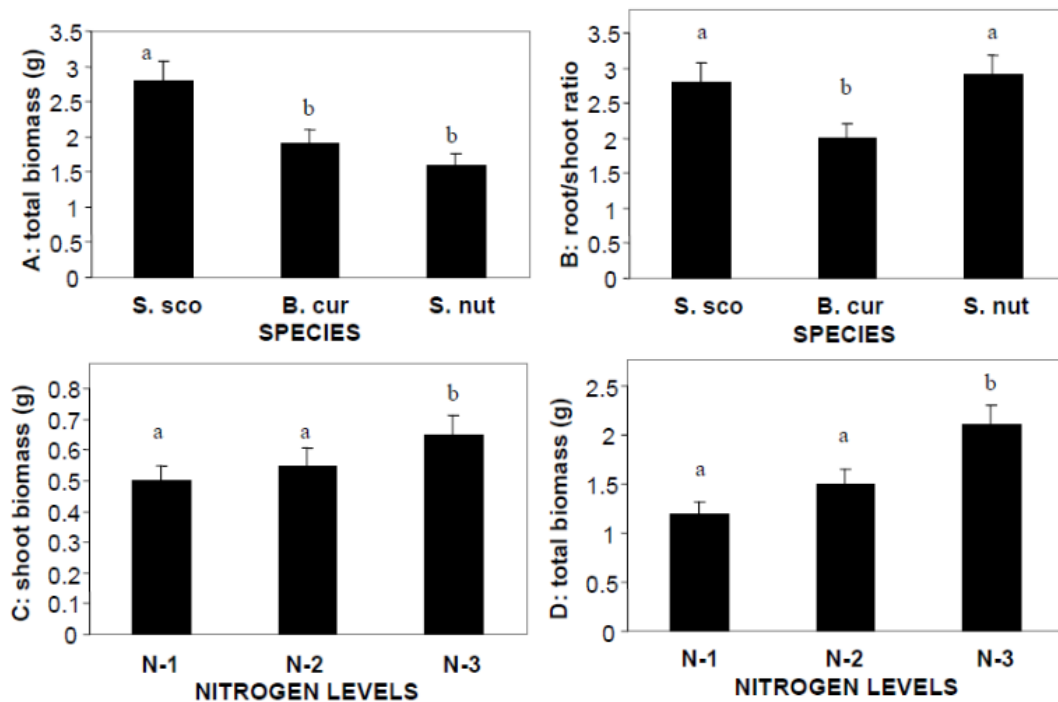 A: total biomass (g)
3.5
3
2.5
2
1.5
1
0.5
0
a
b
b
S. sco B. cur S. nut
SPECIES
B: root/shoot ratio
3.5
3
2.5
2
1.5
1
0.5
0
a
b
a
S. sco B. cur S. nut
SPECIES
C: shoot biomass (g)
0.8
0.7
0.6
0.5
0.4
0.3
0.2
0.1
0
a
a
b
N-1 N-2 N-3
NITROGEN LEVELS
D: total biomass (g)
2.5
2
1.5
1
0.5
0
a
a
b
N-1 N-2 N-3
NITROGEN LEVELS